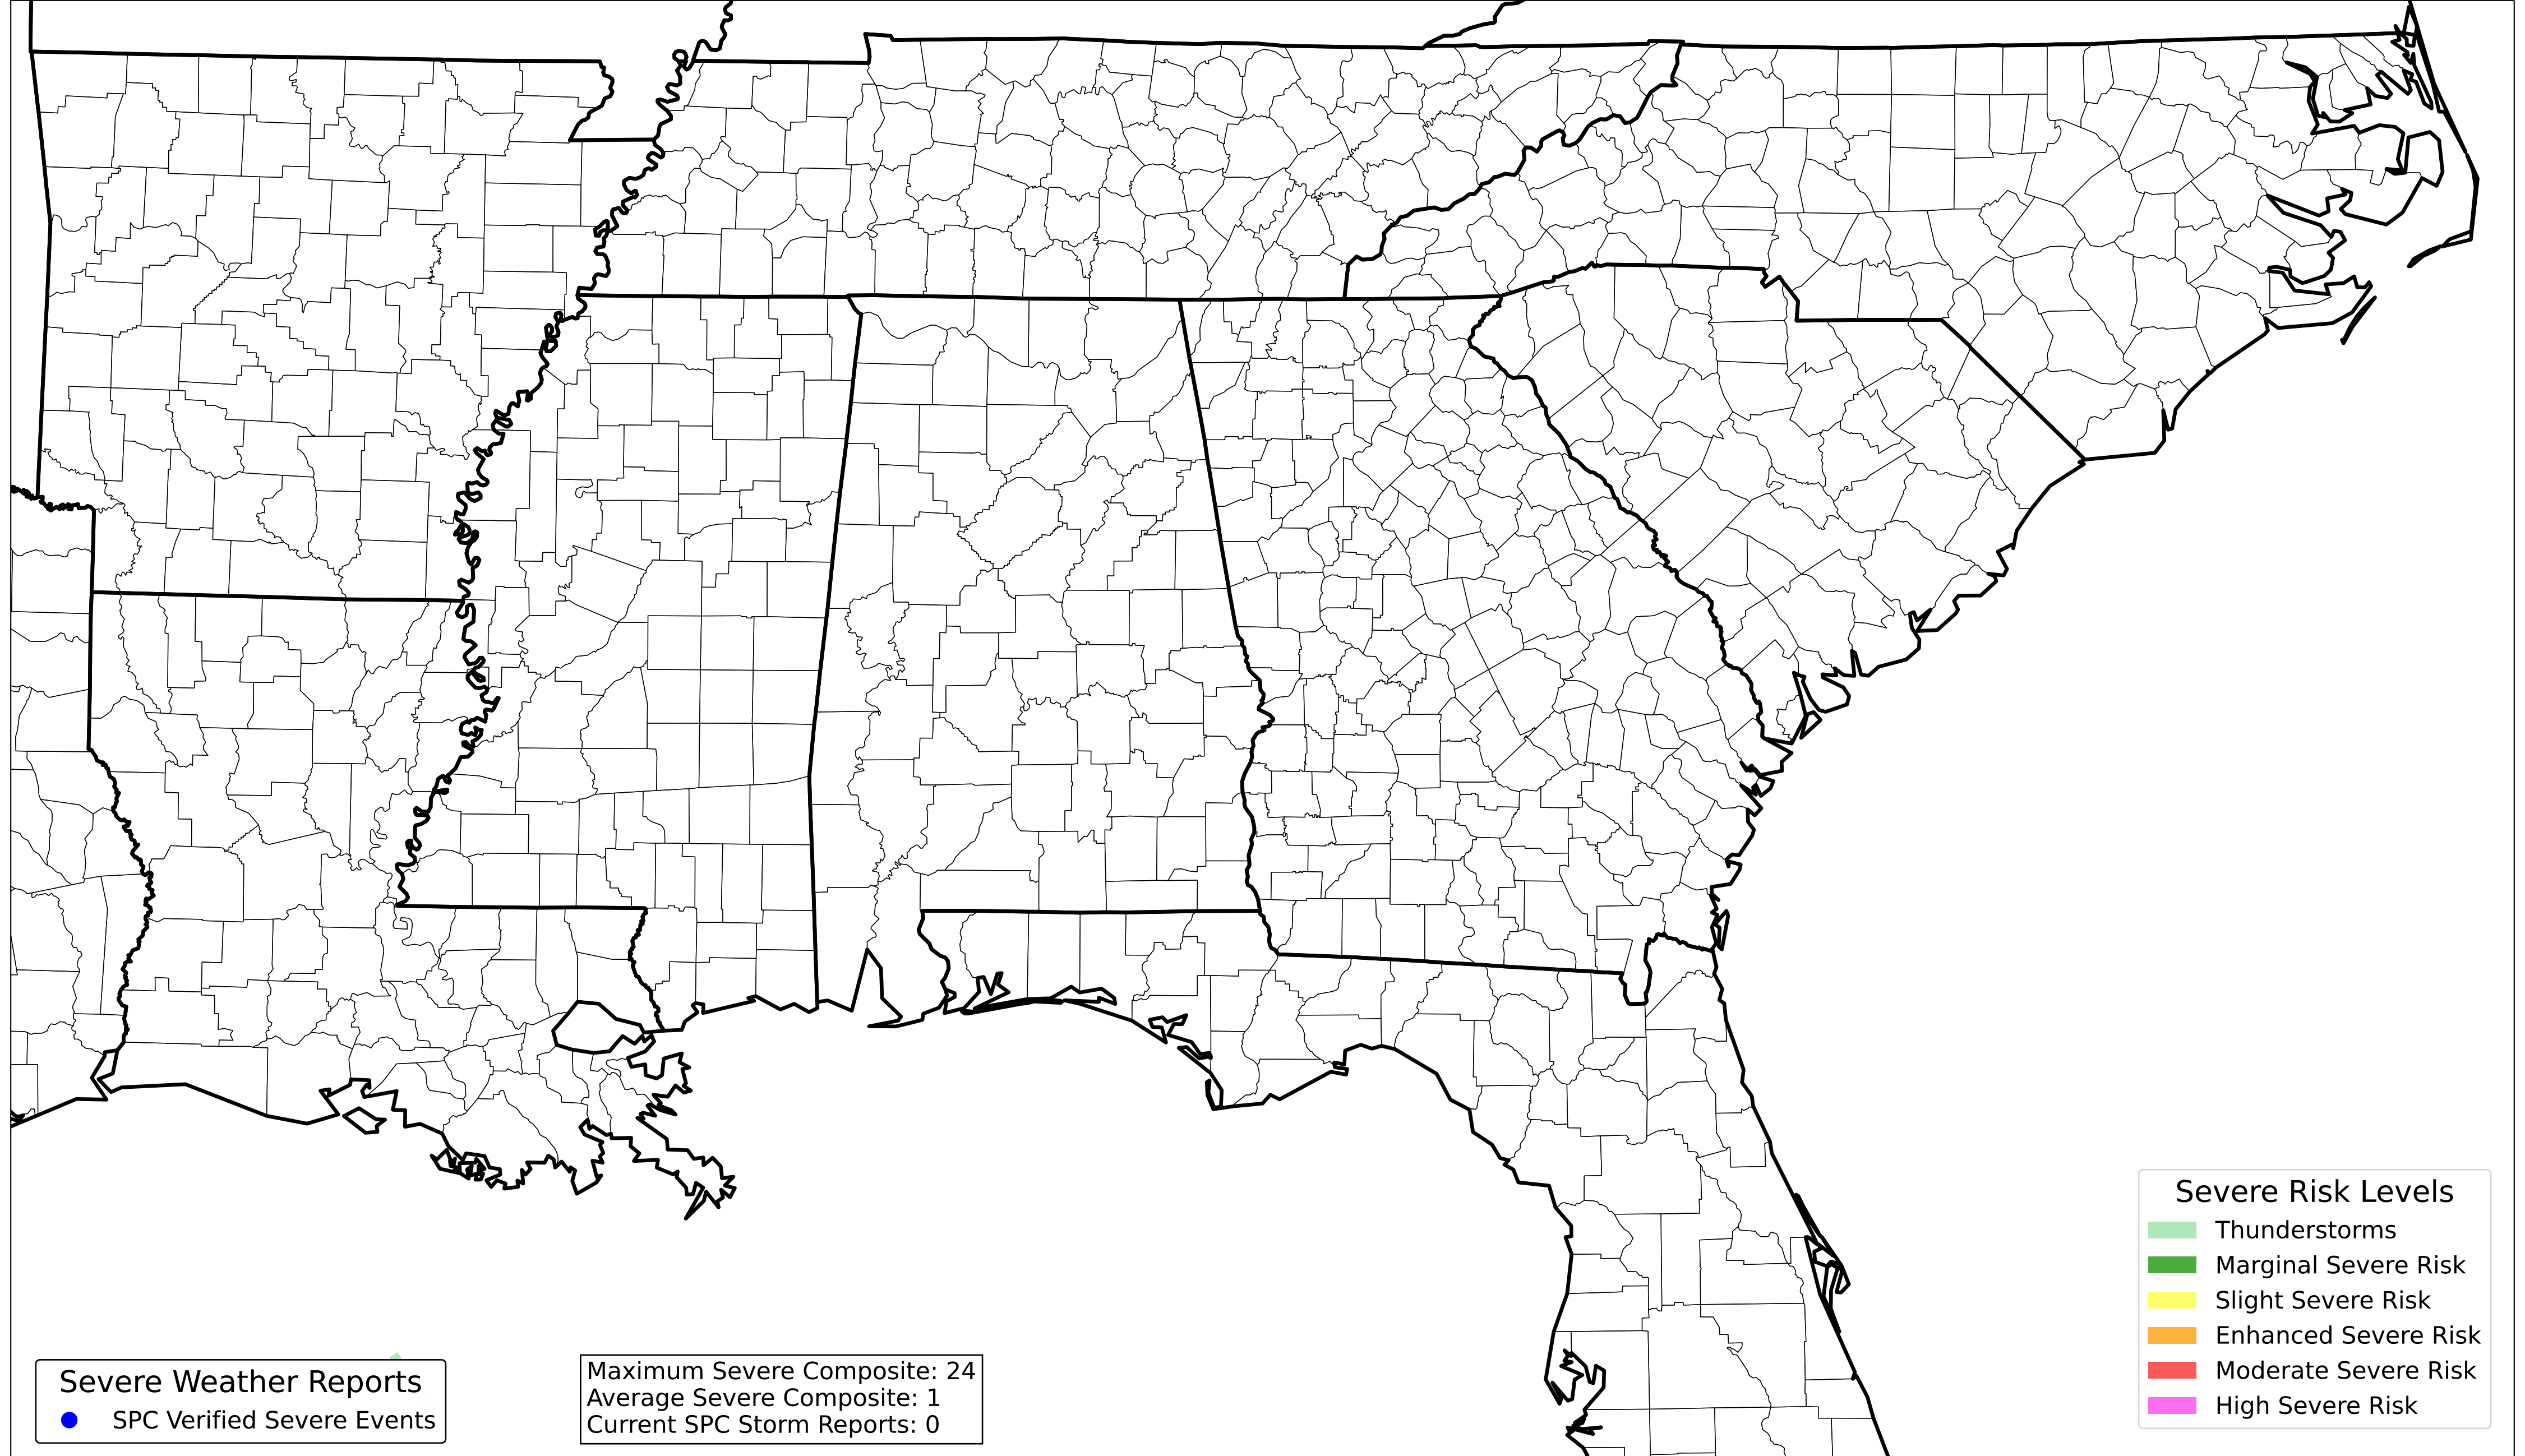 Severe Weather Reports
SPC Verified Severe Events
Maximum Severe Composite: 24
Average Severe Composite: 1
Current SPC Storm Reports: 0
Severe Risk Levels
Thunderstorms
Marginal Severe Risk
Slight Severe Risk
Enhanced Severe Risk
Moderate Severe Risk
High Severe Risk